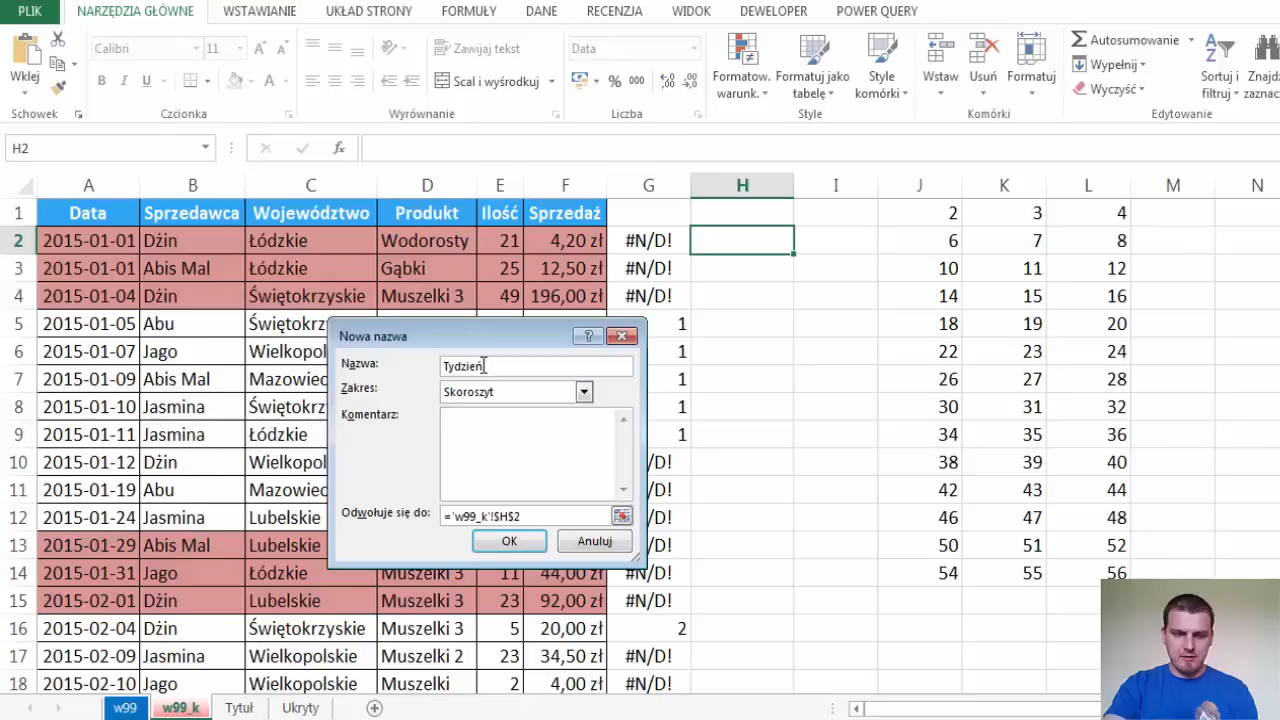 PLIK NARZĘDZIA GŁÓWNE WSTAWIANIE UKŁAD STRONY FORMUŁY DANE RECENZJA WIDOK DEVELOPER POWER QUERY
Wklej
Schowek
Calibri 11
B I U A
Czcionka
Zawijaj tekst
Scal i wyśrodkuj
Wyrównanie
Data
% 000
Liczba
Formatow. warunk.
Formatuj jako tabelę
Style komórki
Style
Wstaw
Usuń
Formatuj
Komórki
Autosumowanie
Wypełnij
Wyczyść
Sortuj i filtruj
Znajdź
zaznac
Edytowanie
H2 fx
A B C D E F G H I J K L M N
1 Data Sprzedawca Województwo Produkt Ilość Sprzedaż 2 3 4
2 2015-01-01 Dżin Łódzkie Wodorosty 21 4,20 zł #N/D! 6 7 8
3 2015-01-01 Abis Mal Łódzkie Gąbki 25 12,50 zł #N/D! 10 11 12
4 2015-01-04 Dżin Świętokrzyskie Muszelki 3 49 196,00 zł #N/D! 14 15 16
5 2015-01-05 Abu Świętokrz 1 18 19 20
6 2015-01-07 Jago Wielkopol 1 22 23 24
7 2015-01-09 Abis Mal Mazowiec 1 26 27 28
8 2015-01-10 Jasmina Świętokrz 1 30 31 32
9 2015-01-11 Jasmina Łódzkie 1 34 35 36
10 2015-01-12 Dżin Wielkopol /D! 38 39 40
11 2015-01-19 Abu Mazowiec /D! 42 43 44
12 2015-01-24 Jasmina Lubelskie /D! 46 47 48
13 2015-01-29 Abis Mal Lubelskie /D! 50 51 52
14 2015-01-31 Jago Łódzkie Muszelki 3 11 44,00 zł #N/D! 54 55 56
15 2015-02-01 Dżin Lubelskie Muszelki 3 23 92,00 zł #N/D!
16 2015-02-04 Dżin Świętokrzyskie Muszelki 3 5 20,00 zł 2
17 2015-02-09 Jasmina Wielkopolskie Muszelki 2 23 34,50 zł #N/D!
18 2015-02-10 Jago Wielkopolskie Muszelki 2 4,00 zł #N/D!
Nowa nazwa
Nazwa: Tydzień
Zakres: Skoroszyt
Komentarz:
Odwołuje się do: ='w99_k'!$H$2
OK Anuluj
w99 w99_k Tytuł Ukryty